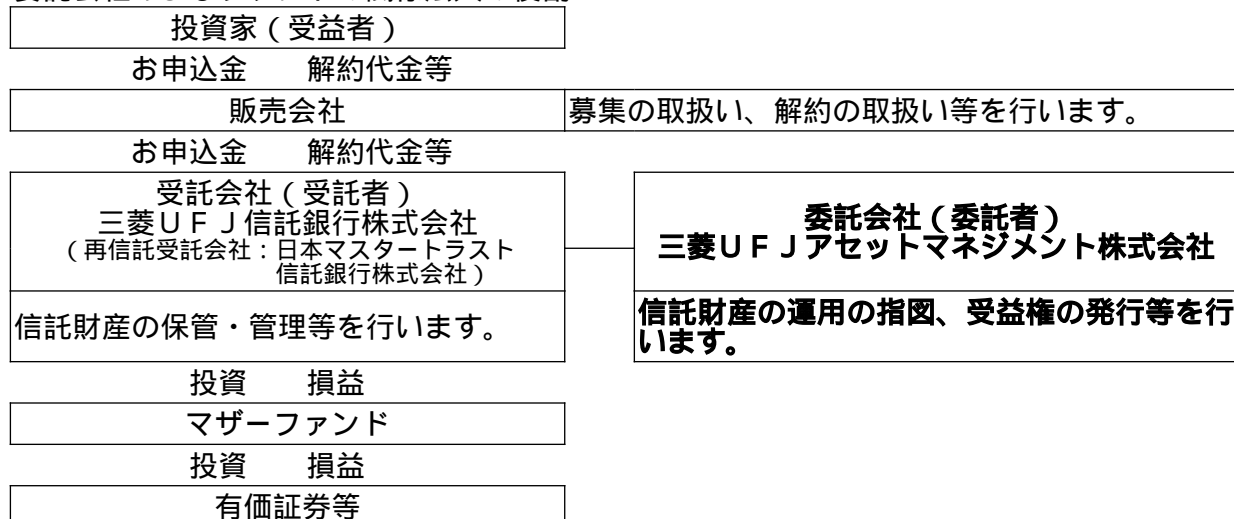 投資家(受益者)
お申込金 解約代金等
販売会社 募集の取扱い、解約の取扱い等を行います。
お申込金 解約代金等
受託会社(受託者)
三菱UFJ信託銀行株式会社
(再信託受託会社:日本マスタートラスト
信託銀行株式会社)
委託会社(委託者)
三菱UFJアセットマネジメント株式会社
信託財産の保管・管理等を行います。
信託財産の運用の指図、受益権の発行等を行
います。
投資 損益
マザーファンド
投資 損益
有価証券等